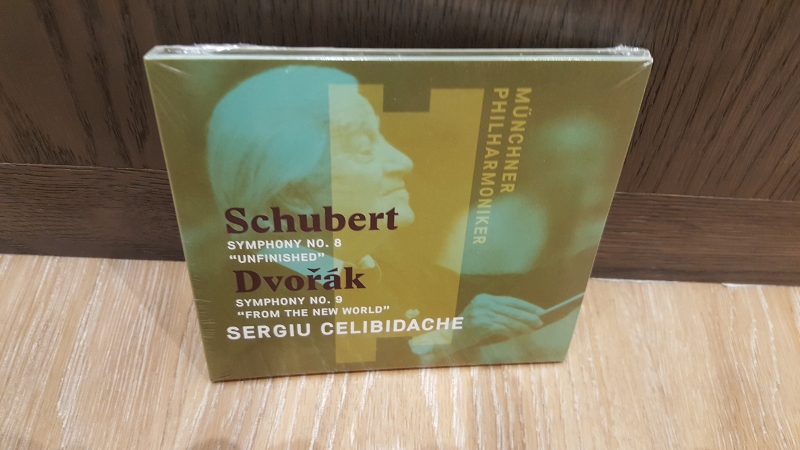 MÜNCHNER
PHILHARMONIKER
Schubert
SYMPHONY NO. 8
"UNFINISHED"
Dvořák
SYMPHONY NO. 9
"FROM THE NEW WORLD"
SERGIU CELIBIDACHE